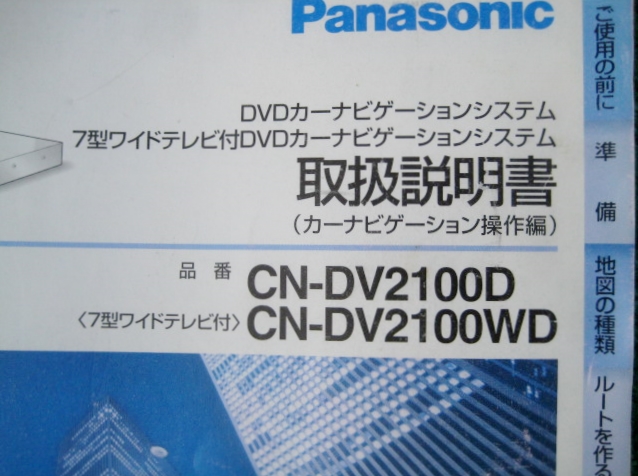 Panasonic
DVDカーナビゲーションシステム
7型ワイドテレビ付DVDカーナビゲーションシステム
取扱説明書
(カーナビゲーション操作編)
品番 CN-DV2100D
〈7型ワイドテレビ付〉CN-DV2100WD
ご使用の前に
準備
地図の種類
ルートを作る